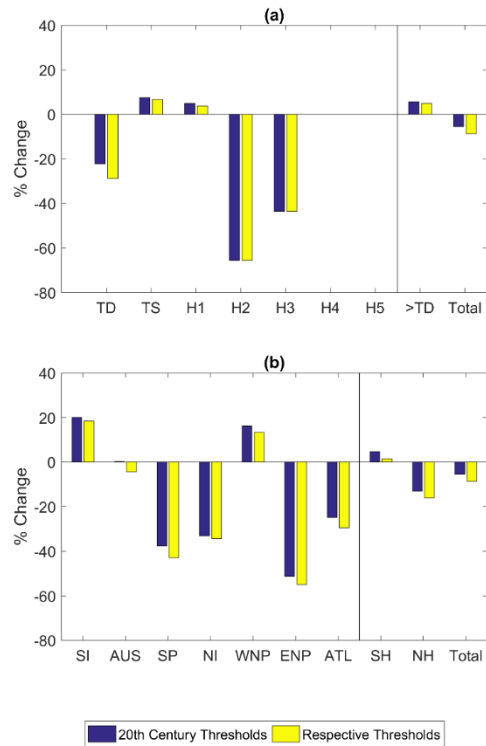 (a)
% Change
40
20
0
-20
-40
-60
-80
TD TS H1 H2 H3 H4 H5 >TD Total
(b)
% Change
40
20
0
-20
-40
-60
-80
SI AUS SP NI WNP ENP ATL SH NH Total
20th Century Thresholds Respective Thresholds